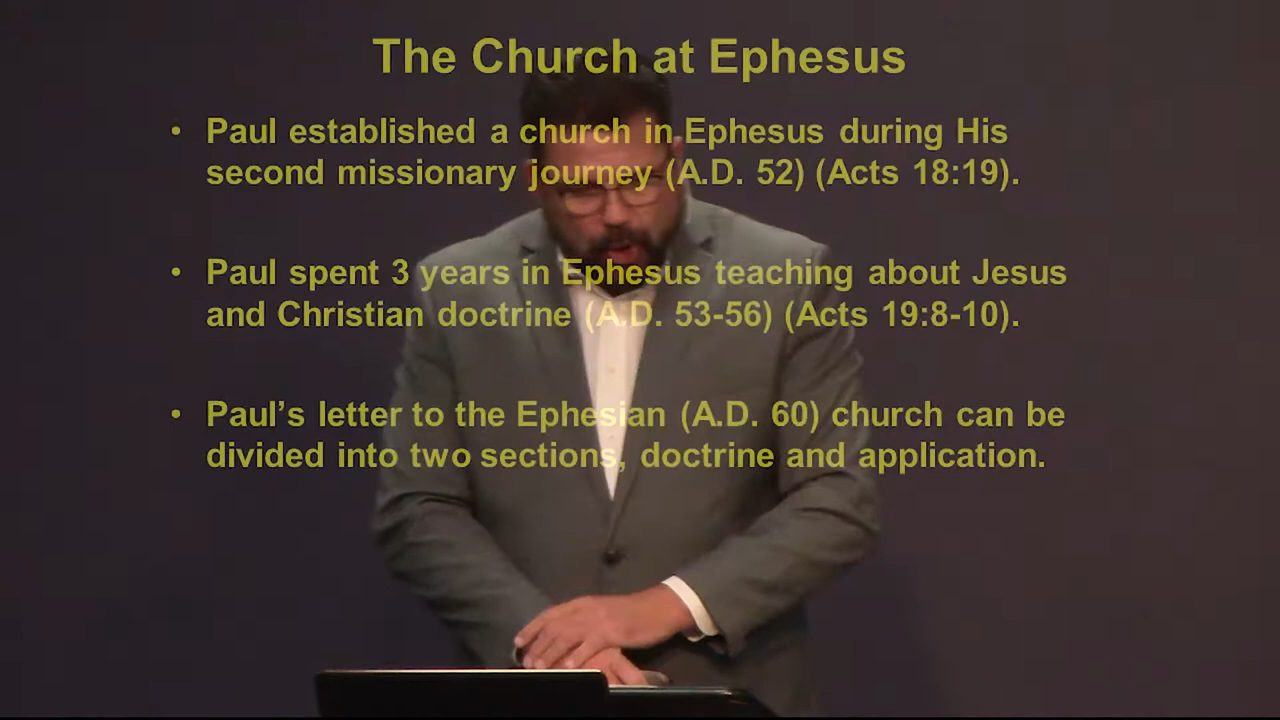 The Church at Ephesus
• Paul established a church in Ephesus during His
second missionary journey (A.D. 52) (Acts 18:19).
• Paul spent 3 years in Ephesus teaching about Jesus
and Christian doctrine (A.D. 53-56) (Acts 19:8-10).
• Paul’s letter to the Ephesian (A.D. 60) church can be
divided into two sections, doctrine and application.